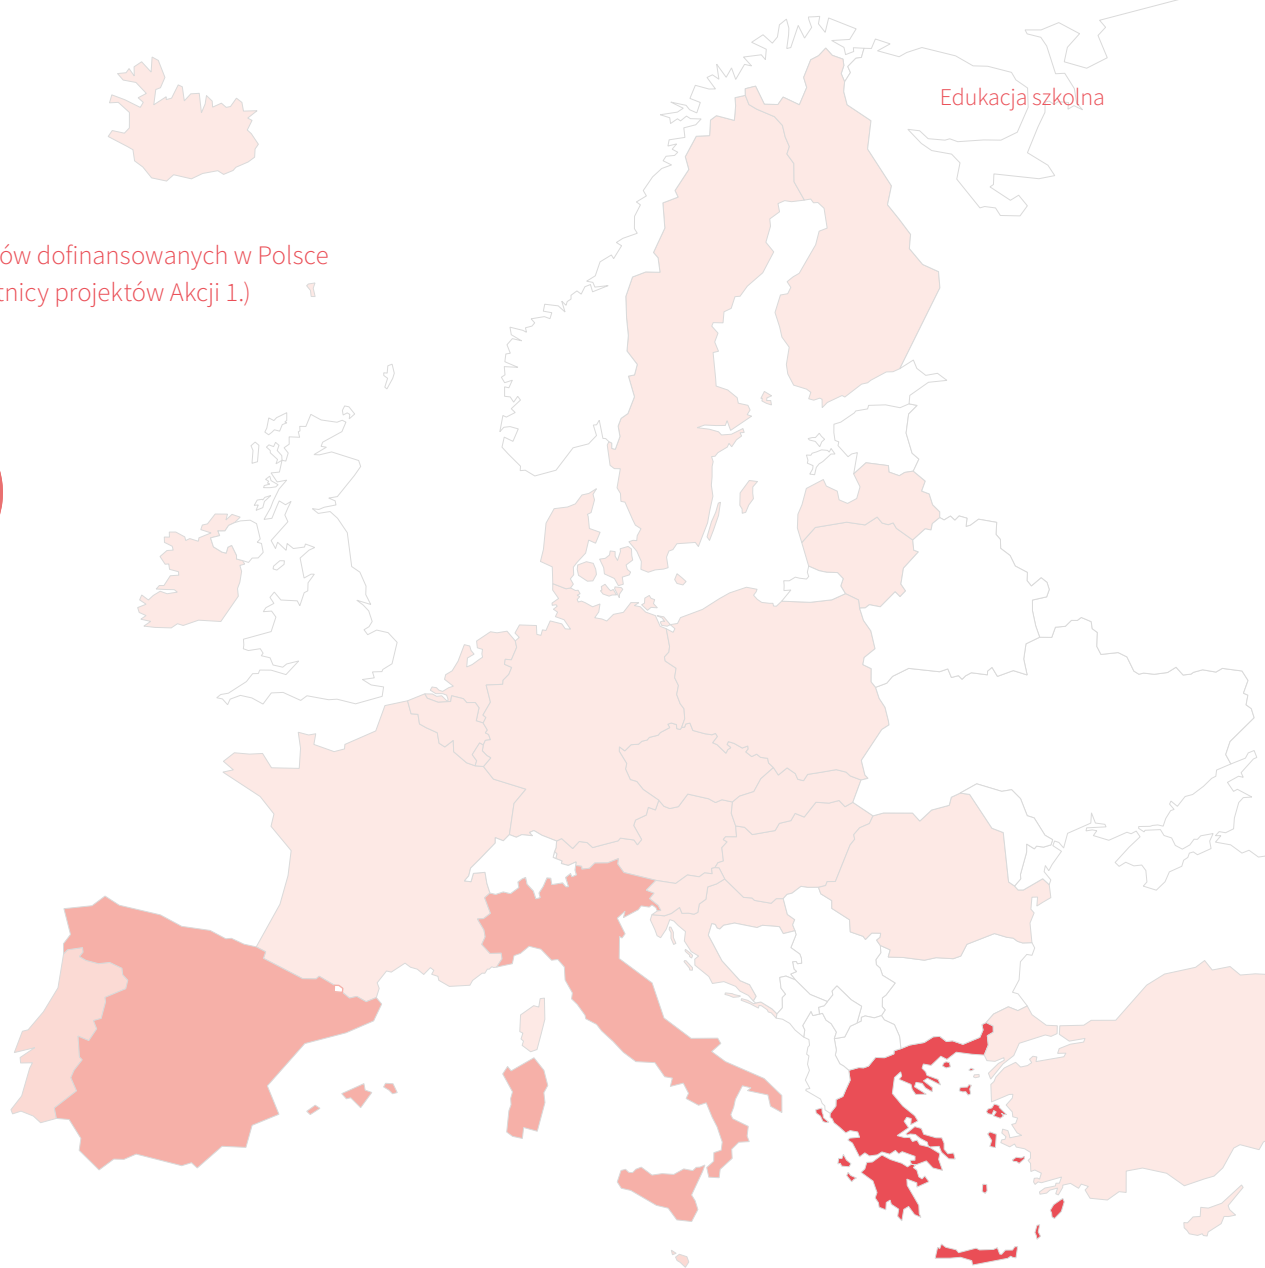 Edukacja szkolna
ów dofinansowanych w Polsce
tnicy projektów Akcji 1.)